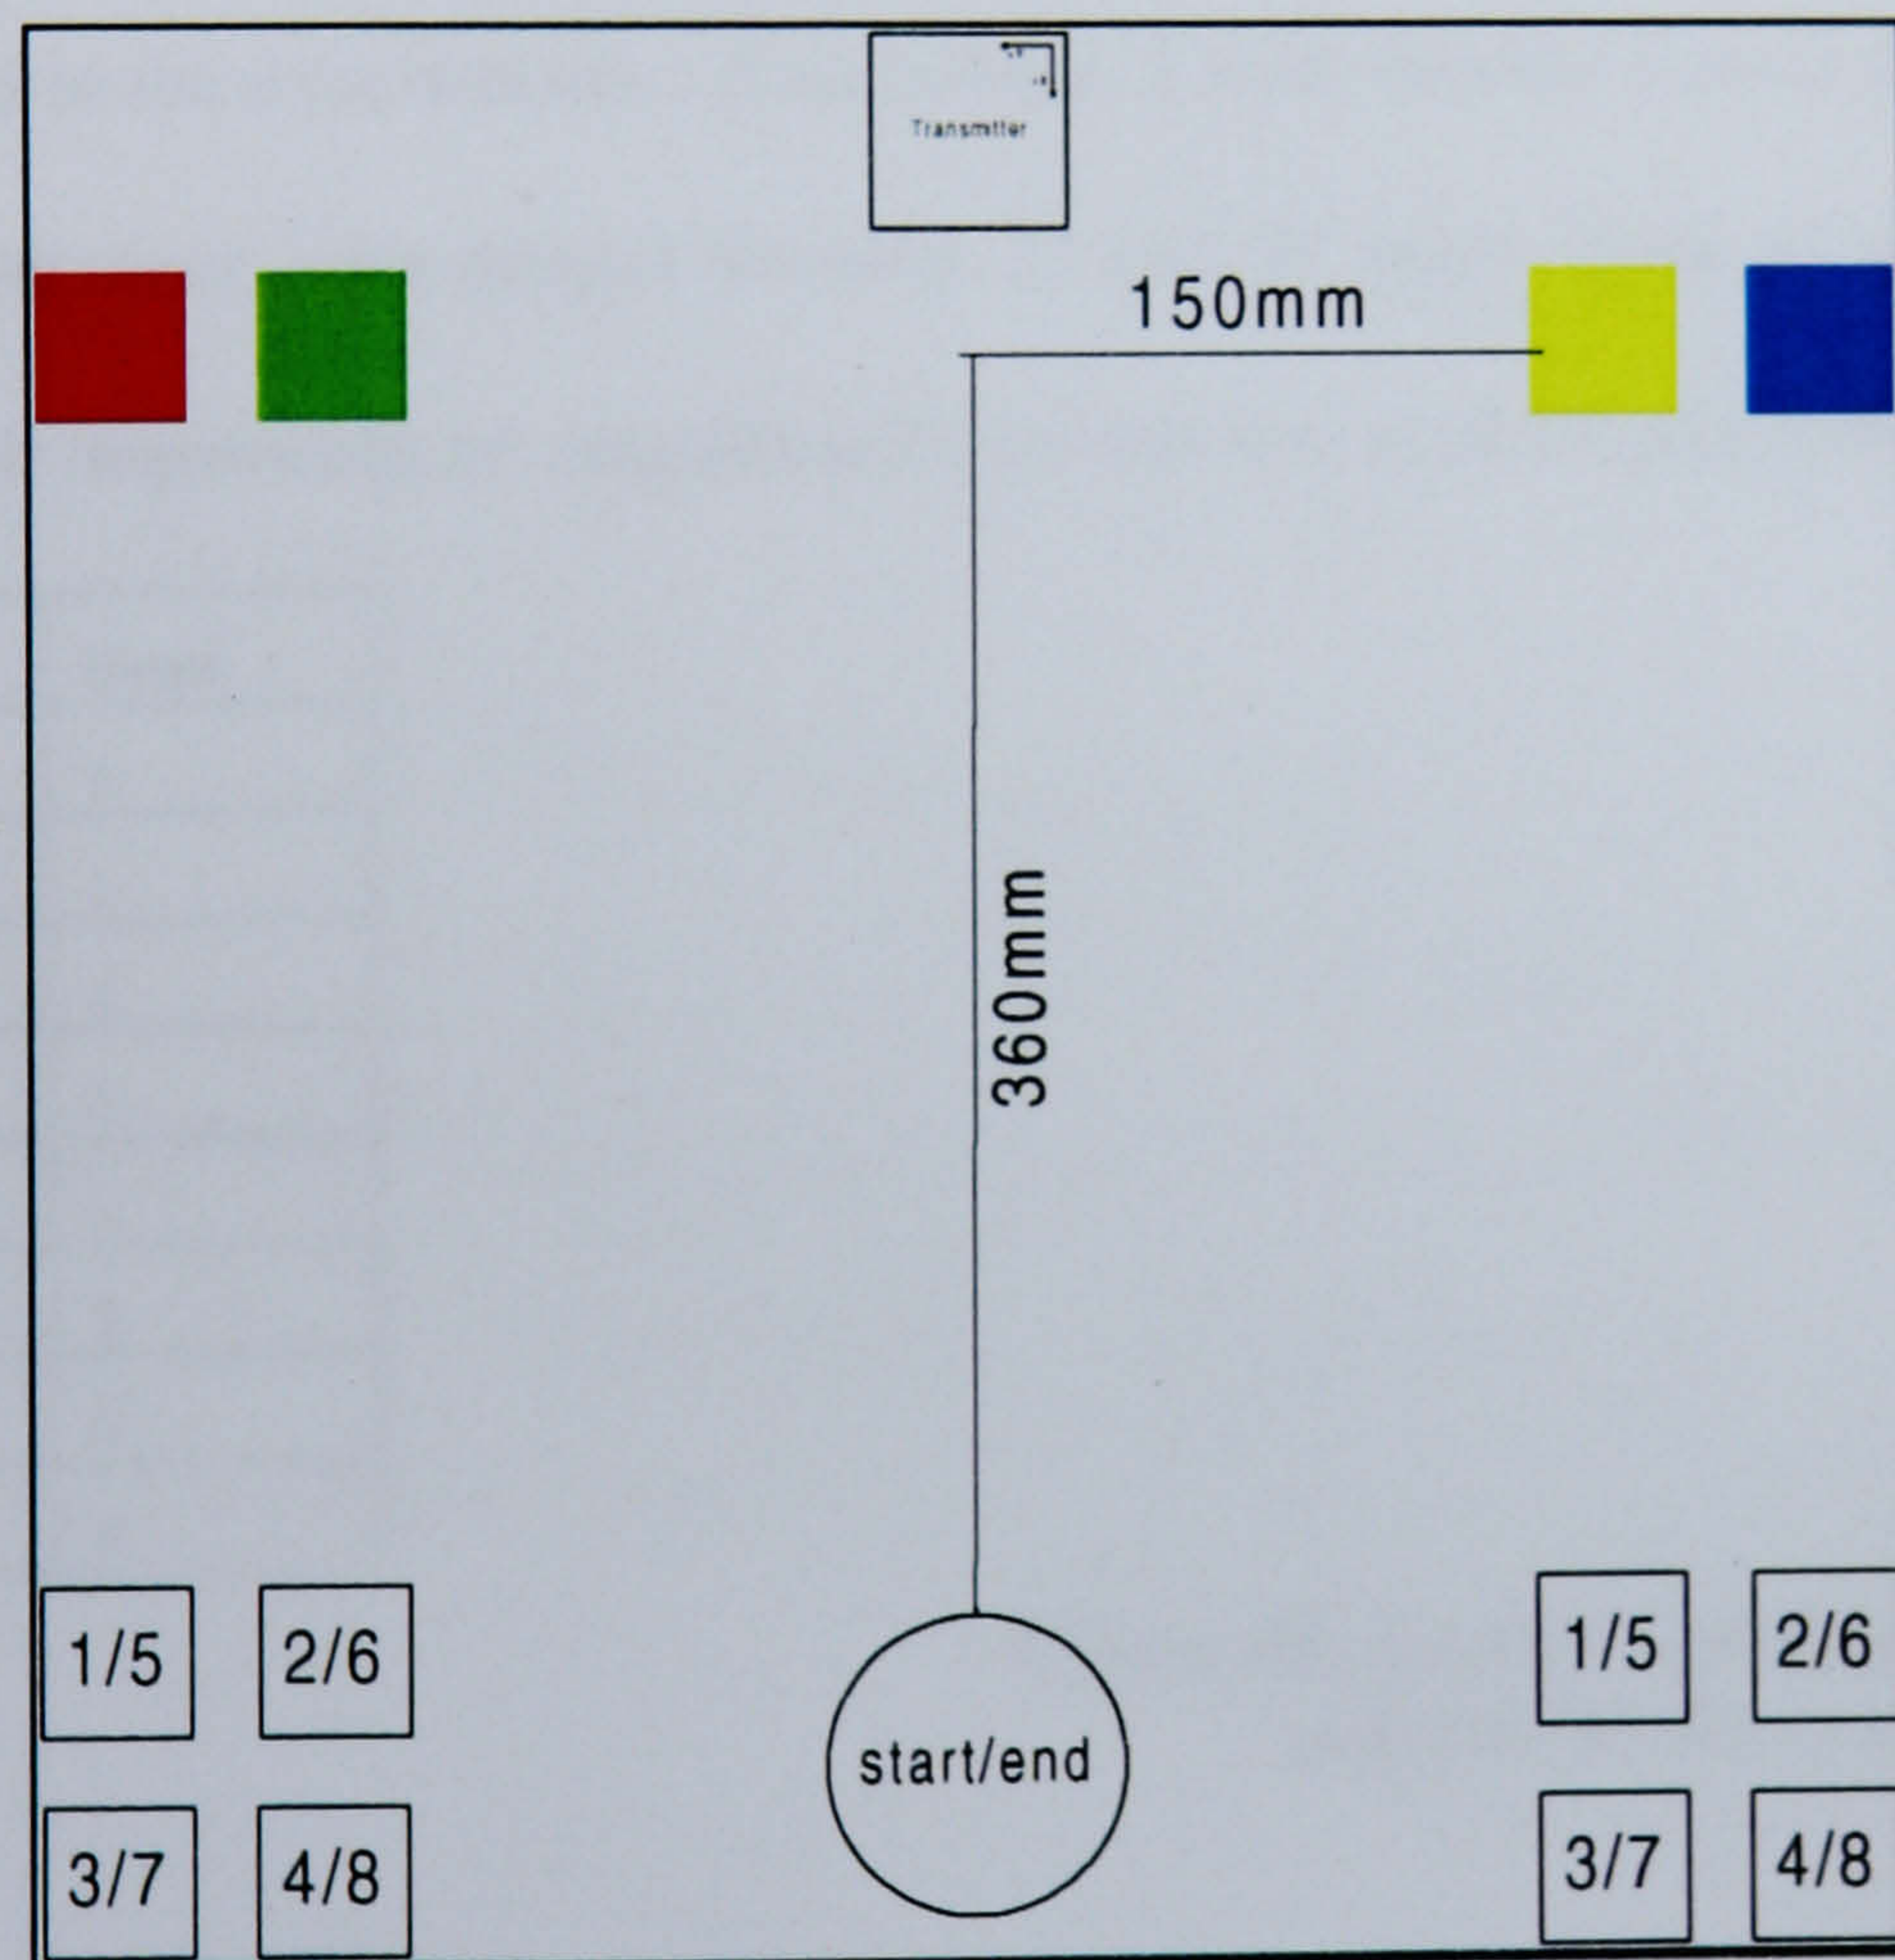 Transmitter
150mm
360mm
1/5 2/6 1/5 2/6
start/end
3/7 4/8 3/7 4/8